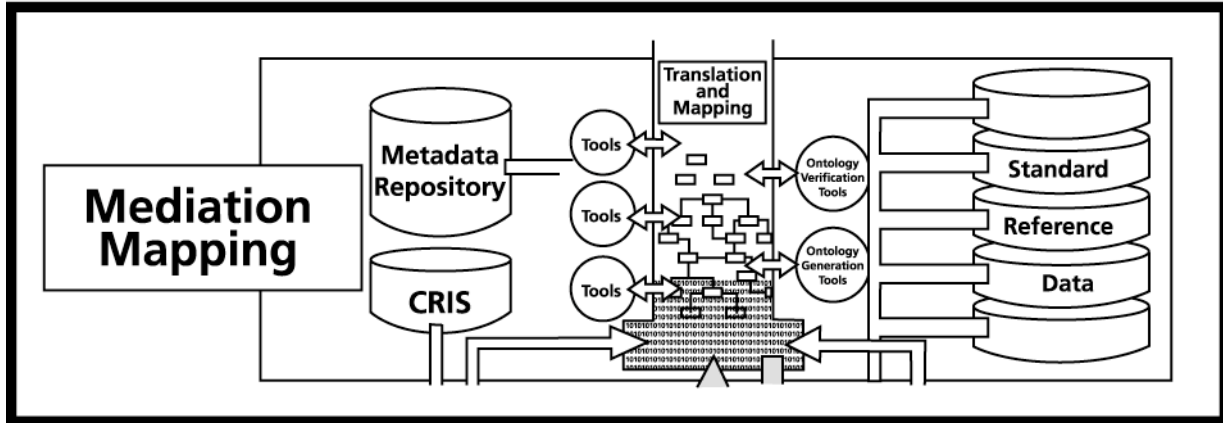 Mediation
Mapping
Metadata
Repository
CRIS
Tools
Tools
Tools
Translation
and
Mapping
Ontology
Verification
Tools
Ontology
Generation
Tools
Standard
Reference
Data